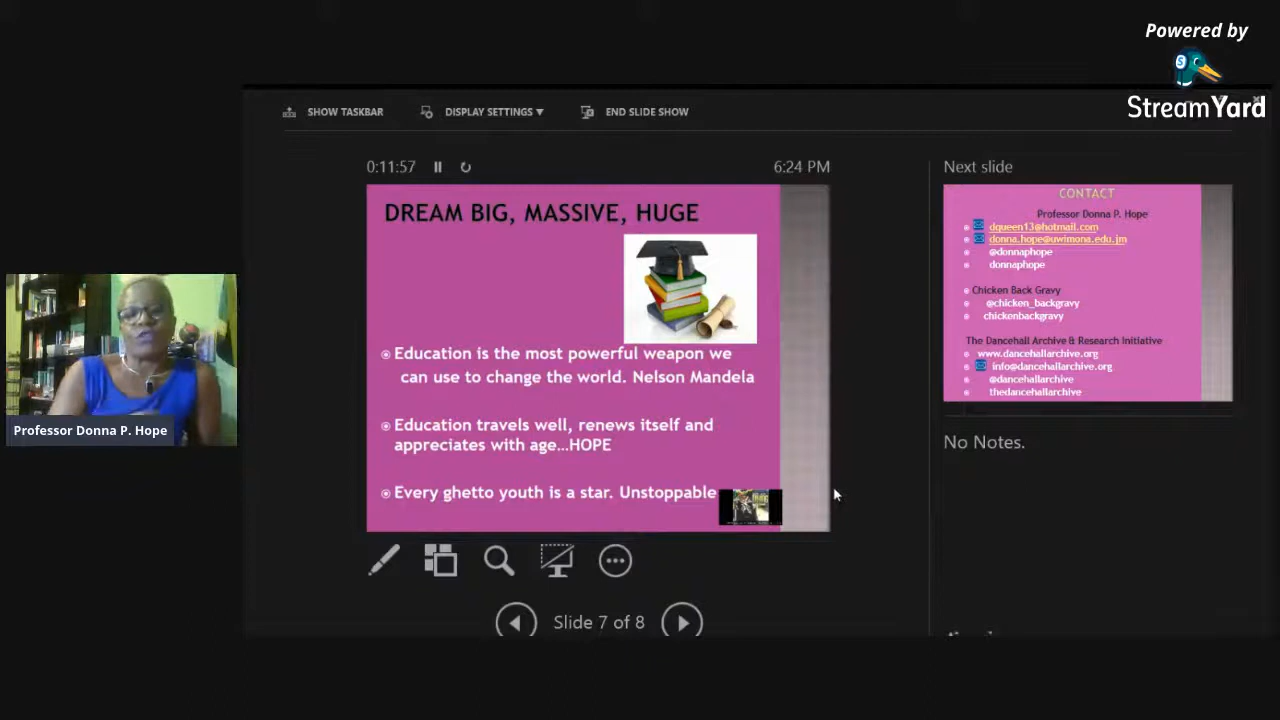 Powered by
StreamYard
SHOW TASKBAR
DISPLAY SETTINGS
END SLIDE SHOW
0:11:57
6:24 PM
DREAM BIG, MASSIVE, HUGE
Education is the most powerful weapon we
can use to change the world. Nelson Mandela
Education travels well, renews itself and
appreciates with age...HOPE
Every ghetto youth is a star. Unstoppable
Slide 7 of 8
Next slide
CONTACT
Professor Donna P. Hope
dqueen13@hotmail.com
donna.hope@uwimona.edu.jm
@donnaphope
donnaphope
Chicken Back Gravy
@chicken_backgravy
chickenbackgravy
The Dancehall Archive & Research Initiative
www.dancehallarchive.org
info@dancehallarchive.org
@dancehallarchive
thedancehallarchive
No Notes.
Professor Donna P. Hope